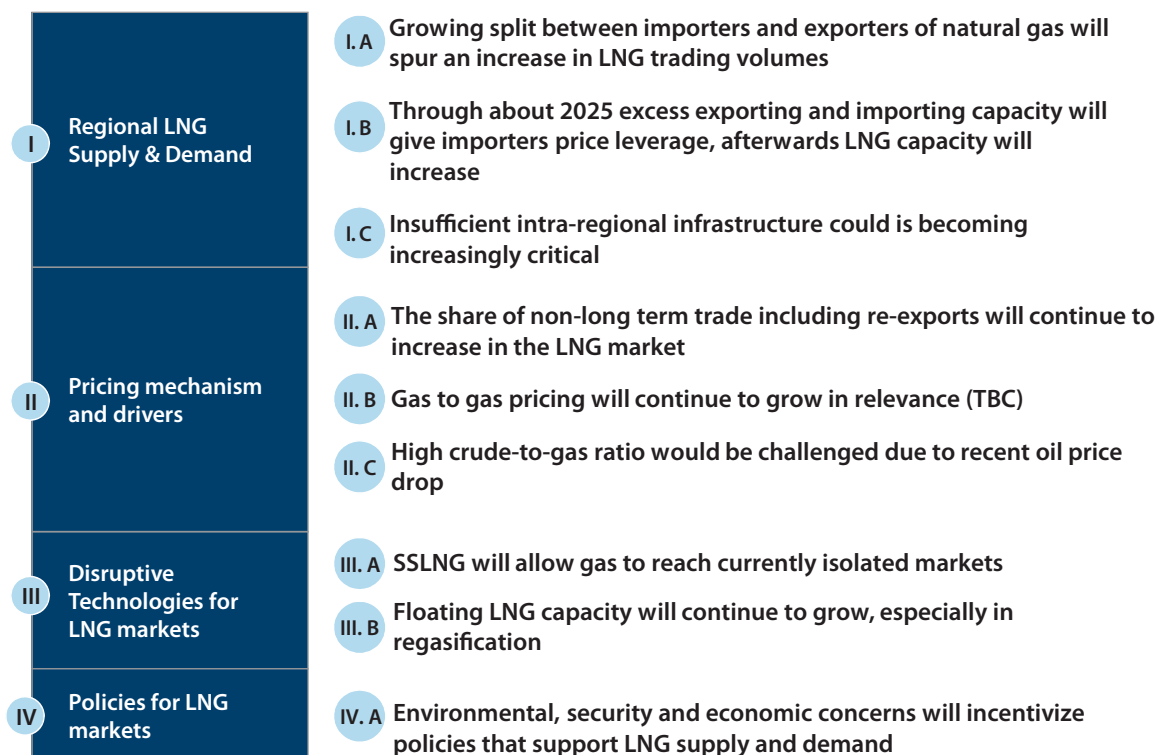 I
Regional LNG
Supply & Demand
I. A
Growing split between importers and exporters of natural gas will
spur an increase in LNG trading volumes
I. B
Through about 2025 excess exporting and importing capacity will
give importers price leverage, afterwards LNG capacity will
increase
I. C
Insufficient intra-regional infrastructure could is becoming
increasingly critical
II
Pricing mechanism
and drivers
II. A
The share of non-long term trade including re-exports will continue to
increase in the LNG market
II. B
Gas to gas pricing will continue to grow in relevance (TBC)
II. C
High crude-to-gas ratio would be challenged due to recent oil price
drop
III
Disruptive
Technologies for
LNG markets
III. A
SSLNG will allow gas to reach currently isolated markets
III. B
Floating LNG capacity will continue to grow, especially in
regasification
IV
Policies for LNG
markets
IV. A
Environmental, security and economic concerns will incentivize
policies that support LNG supply and demand